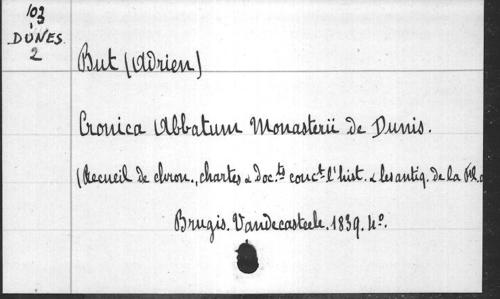 103
DUNES.
2
But (Adrien)
Cronica Abbatum Monasterii de Dunis.
(Recueil de chron., chartes & doc.ts conc.t l'hist. & les antiq. de la Fl.
Brugis. Vandecasteele. 1839. 4º.